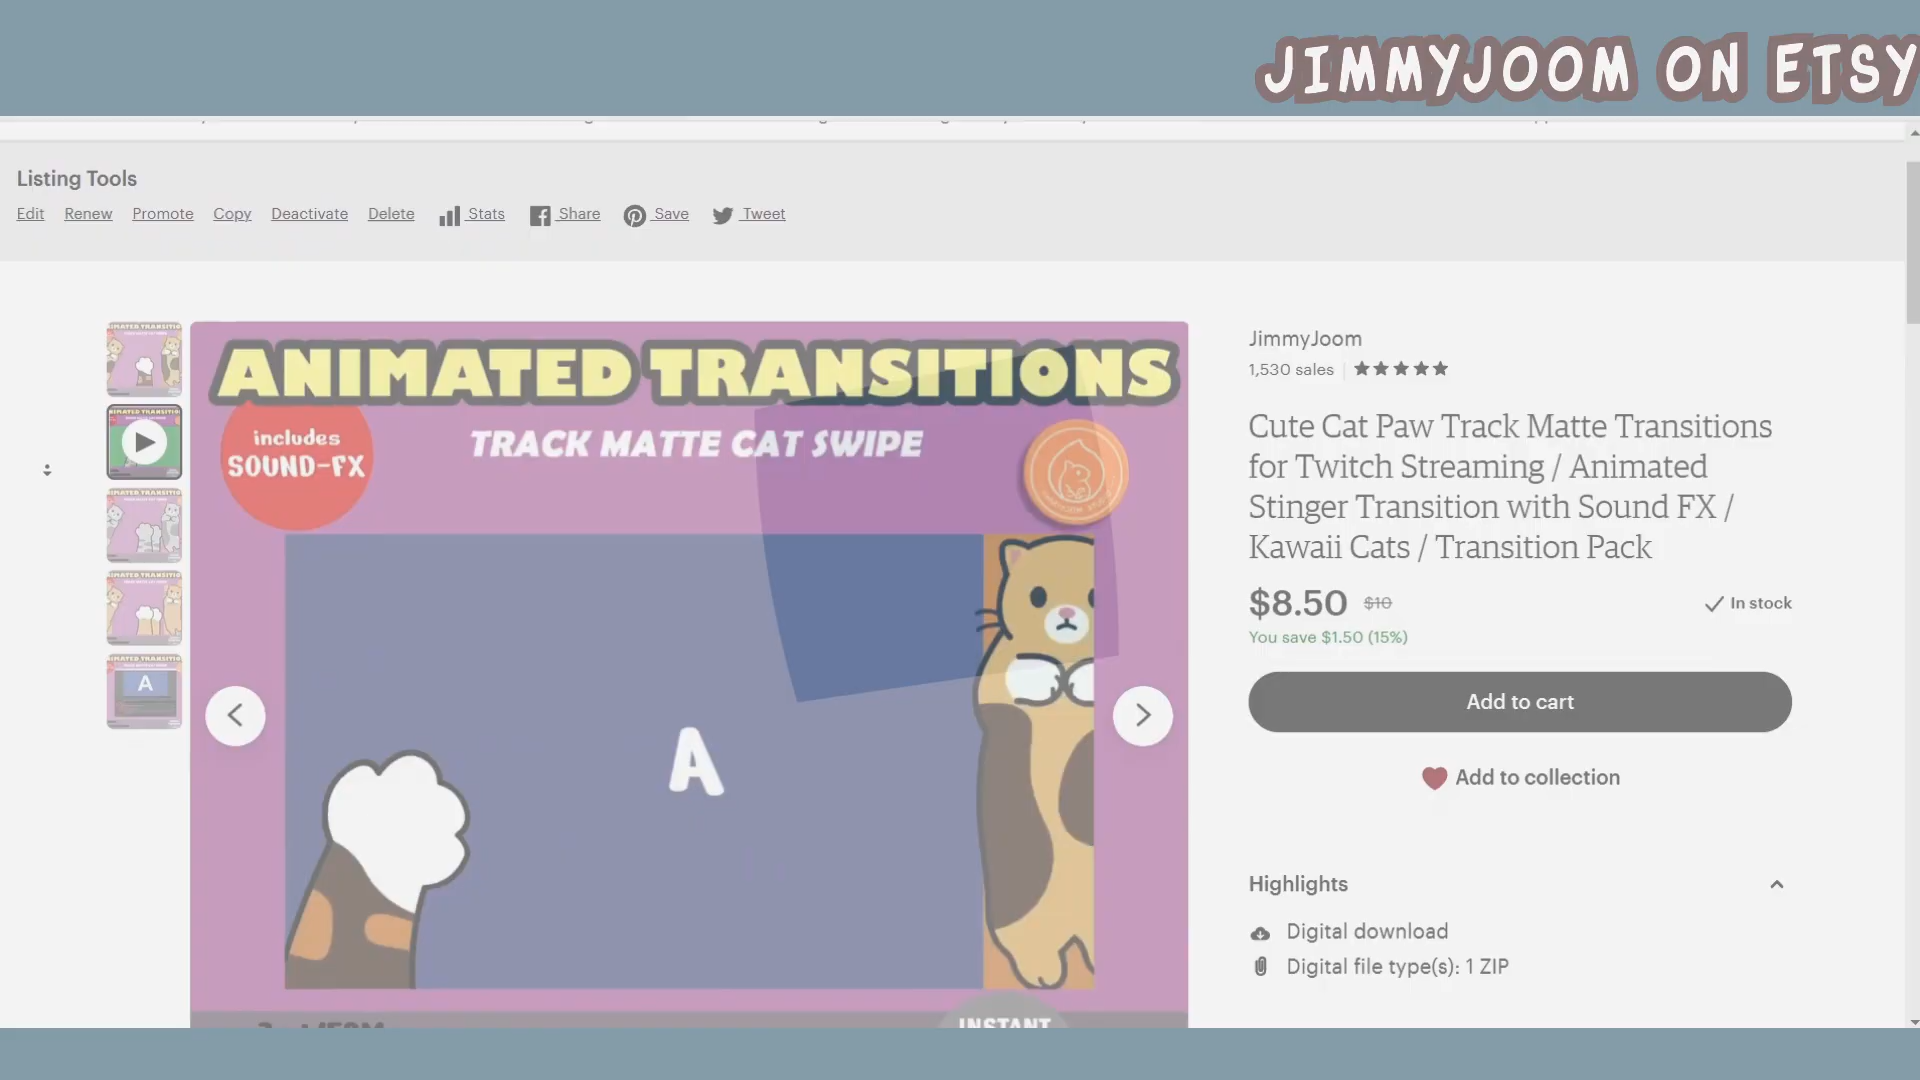 JIMMYJOOM ON ETSY
Listing Tools
Edit Renew Promote Copy Deactivate Delete Stats Share Save Tweet
ANIMATED TRANSITIONS
includes
SOUND-FX
TRACK MATTE CAT SWIPE
A
A
INSTANT
JimmyJoom
1,530 sales
Cute Cat Paw Track Matte Transitions
for Twitch Streaming / Animated
Stinger Transition with Sound FX /
Kawaii Cats / Transition Pack
$8.50 $10
In stock
You save $1.50 (15%)
Add to cart
Add to collection
Highlights
Digital download
Digital file type(s): 1 ZIP